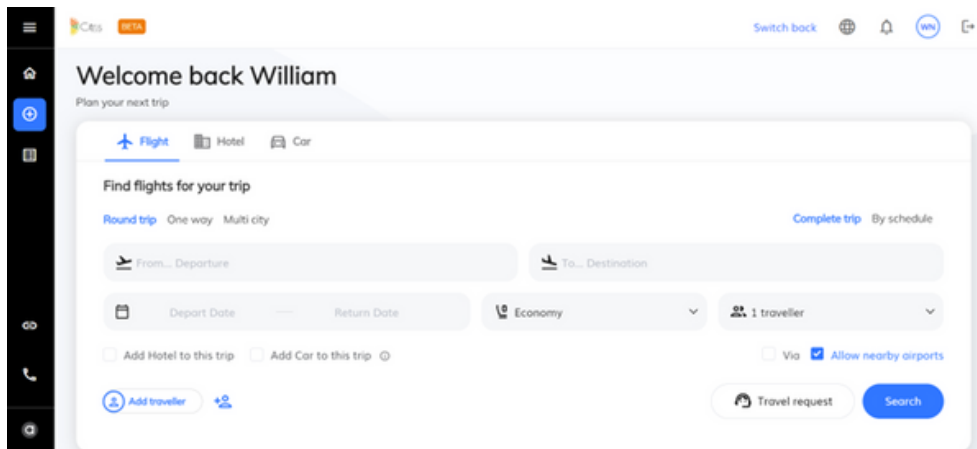 BETA
Switch back
WN
Welcome back William
Plan your next trip
Flight Hotel Car
Find flights for your trip
Round trip One way Multi city
Complete trip By schedule
From... Departure
To... Destination
Depart Date — Return Date
Economy
1 traveller
Add Hotel to this trip Add Car to this trip
Via Allow nearby airports
Add traveller
Travel request
Search